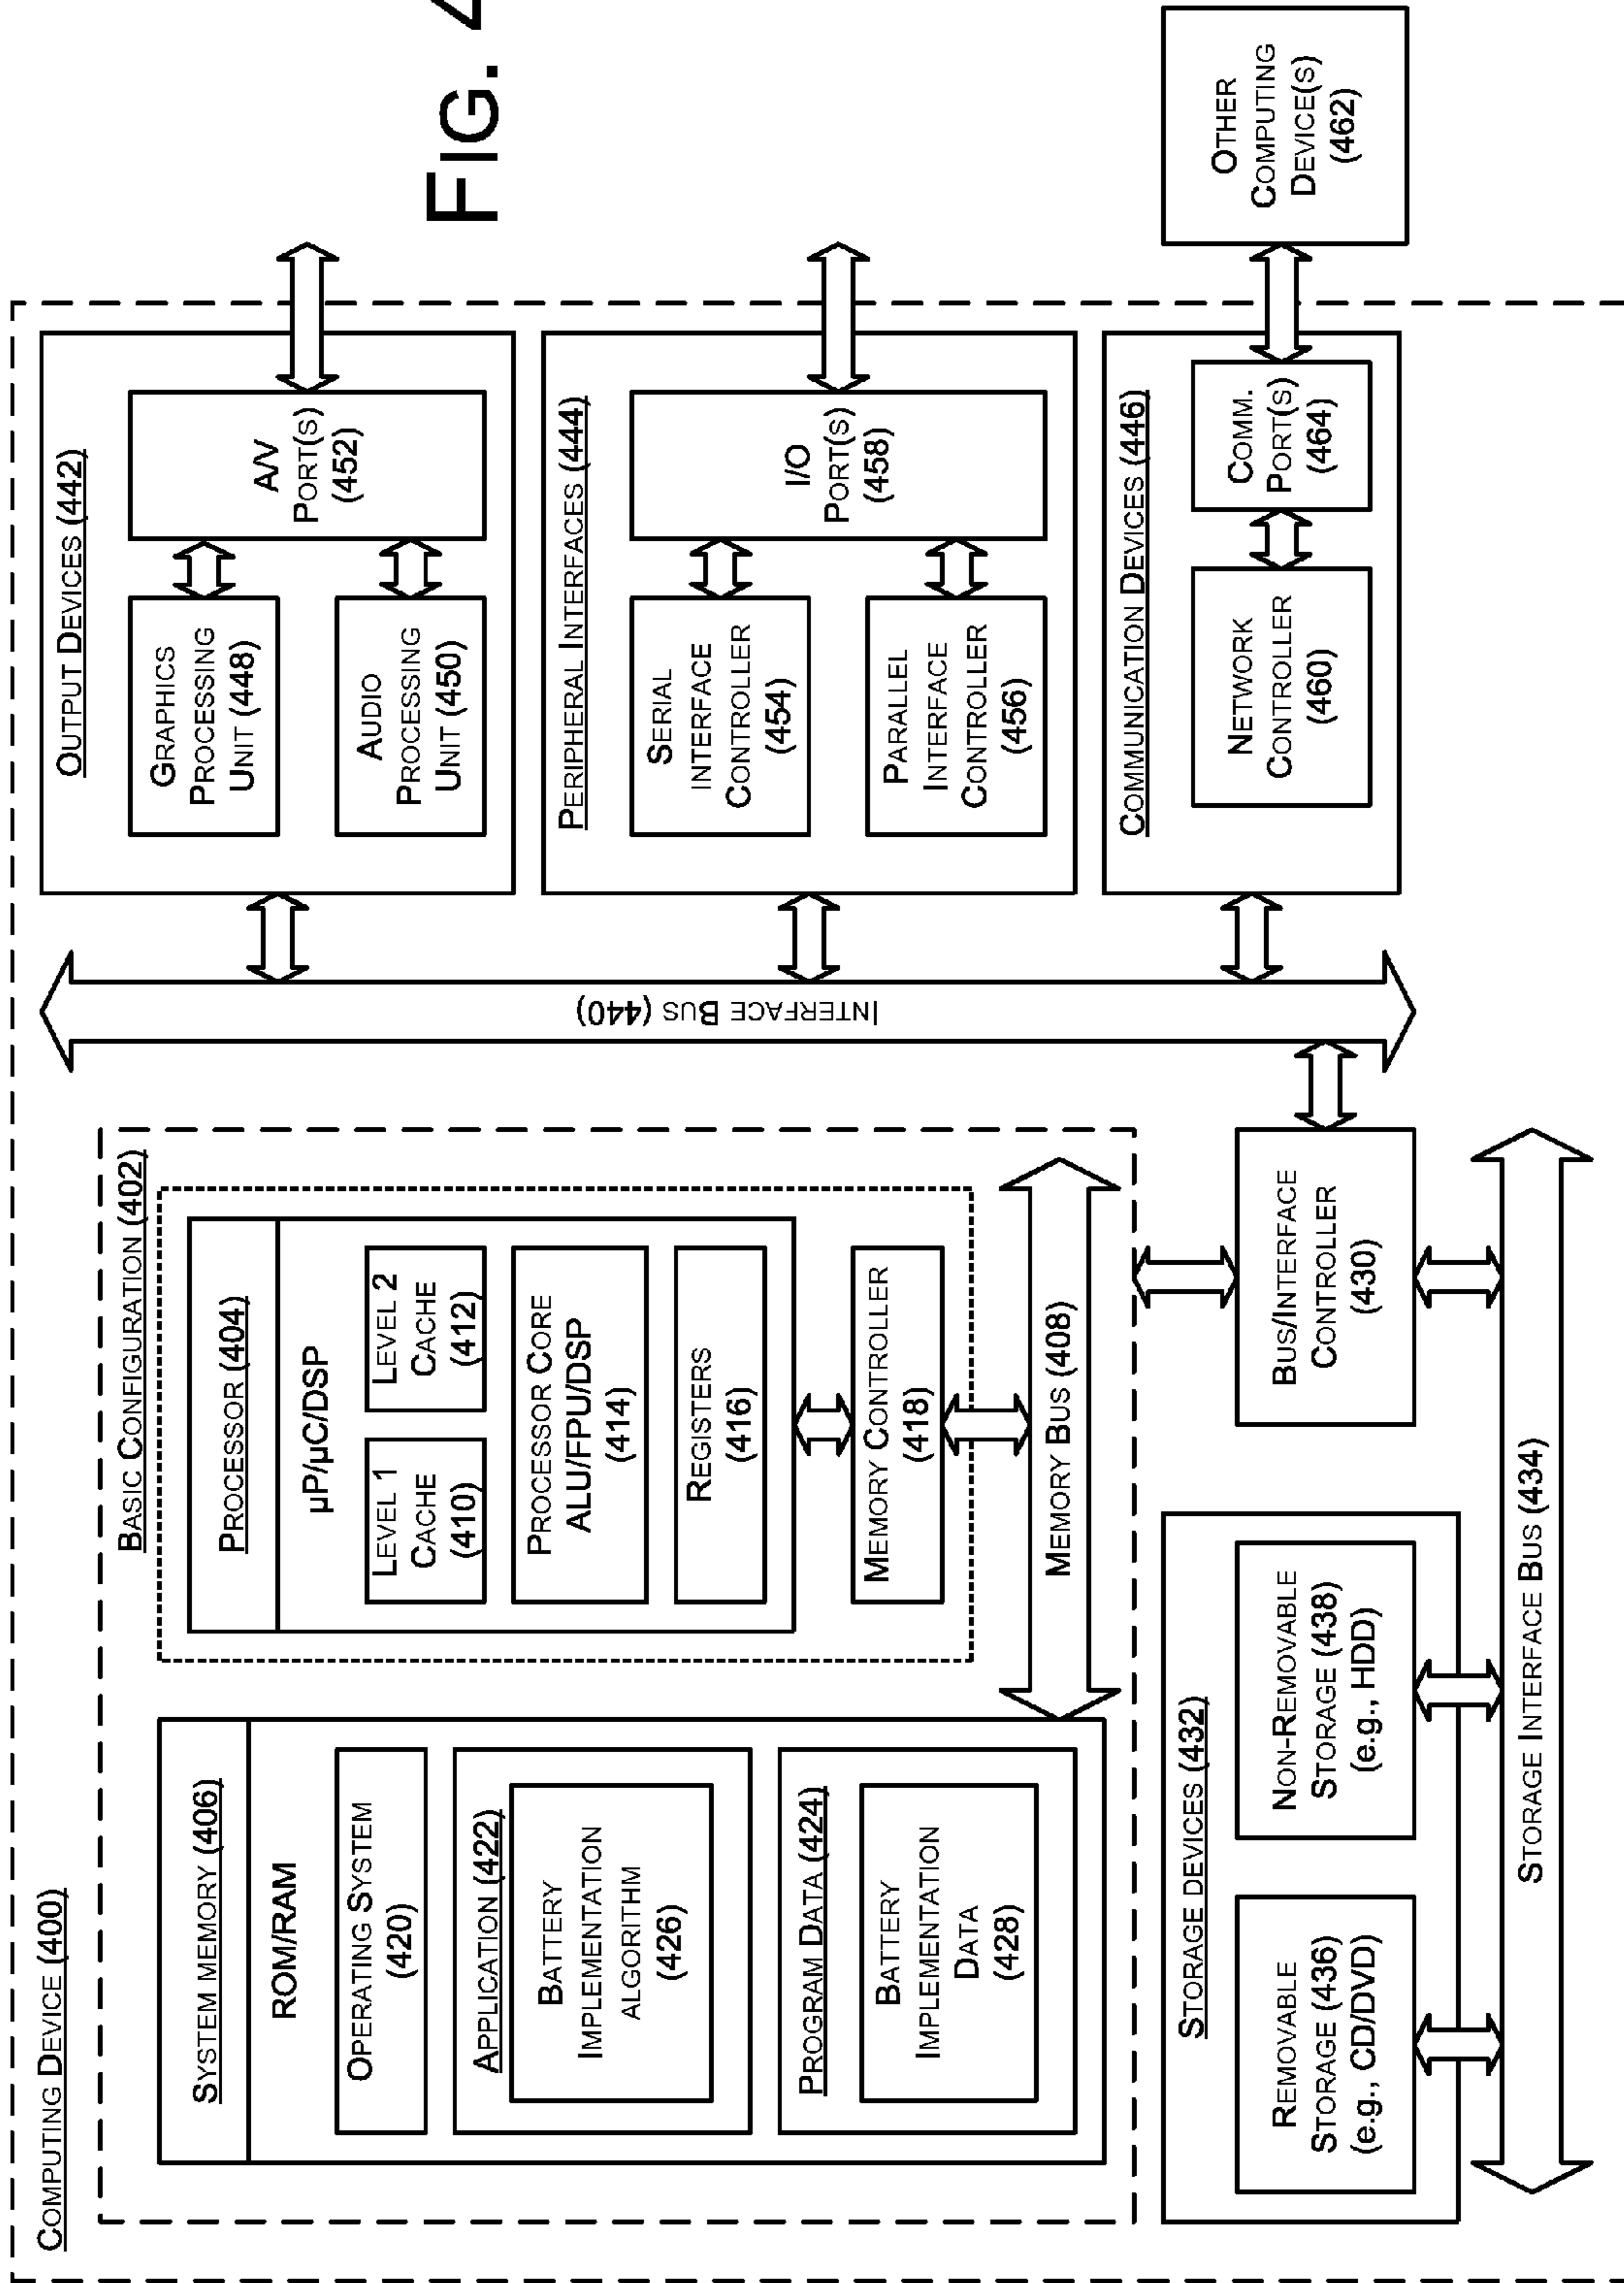 COMPUTING DEVICE (400)
BASIC CONFIGURATION (402)
SYSTEM MEMORY (406)
ROM/RAM
OPERATING SYSTEM
(420)
APPLICATION (422)
BATTERY
IMPLEMENTATION
ALGORITHM
(426)
PROGRAM DATA (424)
BATTERY
IMPLEMENTATION
DATA
(428)
PROCESSOR (404)
µP/µC/DSP
LEVEL 1
CACHE
(410)
LEVEL 2
CACHE
(412)
PROCESSOR CORE
ALU/FPU/DSP
(414)
REGISTERS
(416)
MEMORY CONTROLLER
(418)
MEMORY BUS (408)
STORAGE DEVICES (432)
REMOVABLE
STORAGE (436)
(e.g., CD/DVD)
NON-REMOVABLE
STORAGE (438)
(e.g., HDD)
BUS/INTERFACE
CONTROLLER
(430)
STORAGE INTERFACE BUS (434)
INTERFACE BUS (440)
OUTPUT DEVICES (442)
GRAPHICS
PROCESSING
UNIT (448)
AUDIO
PROCESSING
UNIT (450)
A/V
PORT(S)
(452)
PERIPHERAL INTERFACES (444)
SERIAL
INTERFACE
CONTROLLER
(454)
PARALLEL
INTERFACE
CONTROLLER
(456)
I/O
PORT(S)
(458)
COMMUNICATION DEVICES (446)
NETWORK
CONTROLLER
(460)
COMM.
PORT(S)
(464)
OTHER
COMPUTING
DEVICE(S)
(462)
FIG. 4